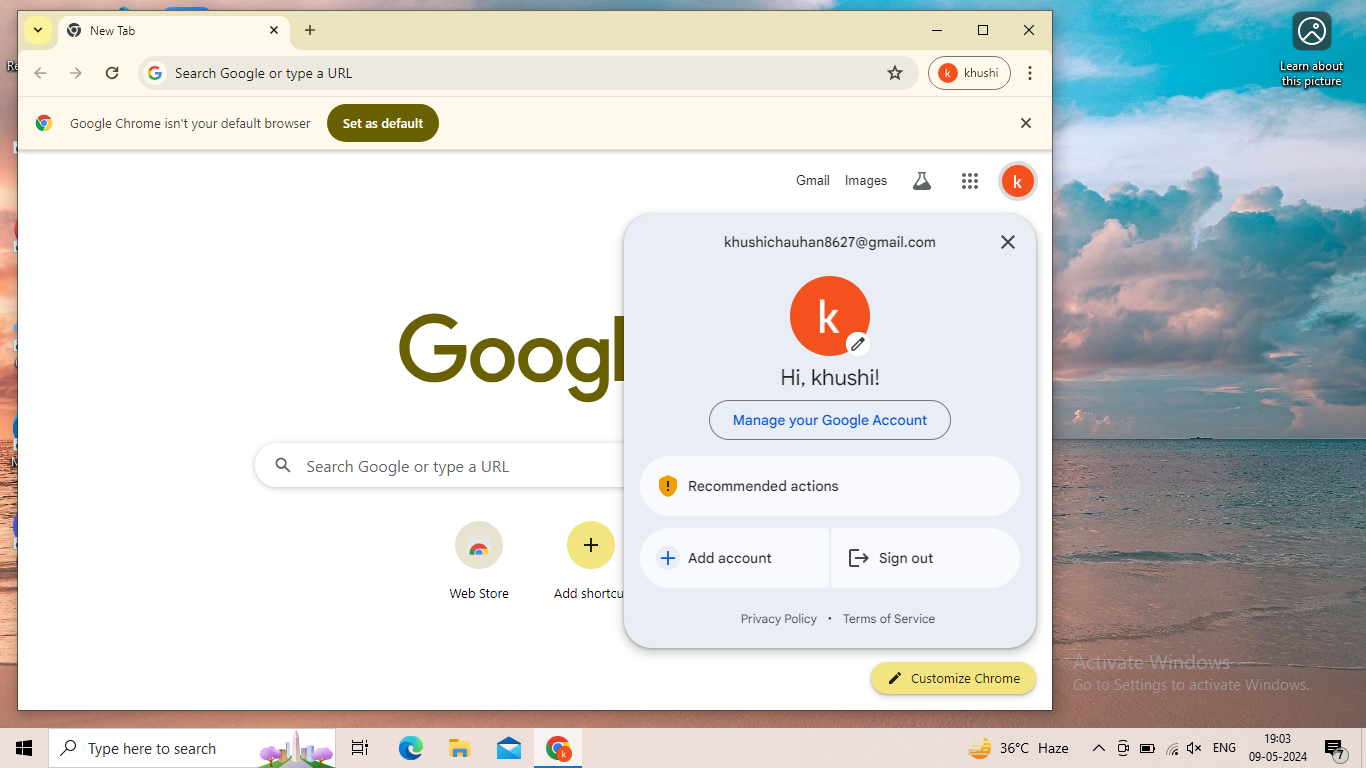 New Tab
Search Google or type a URL
k
khushi
Google Chrome isn't your default browser
Set as default
Gmail
Images
k
khushichauhan8627@gmail.com
k
Hi, khushi!
Manage your Google Account
Googl
Search Google or type a URL
Recommended actions
Add account
Sign out
Web Store
Add shortcu
Privacy Policy • Terms of Service
Customize Chrome
Learn about
this picture
Activate Windows
Go to Settings to activate Windows.
Type here to search
k
36°C Haze
ENG
19:03
09-05-2024
7